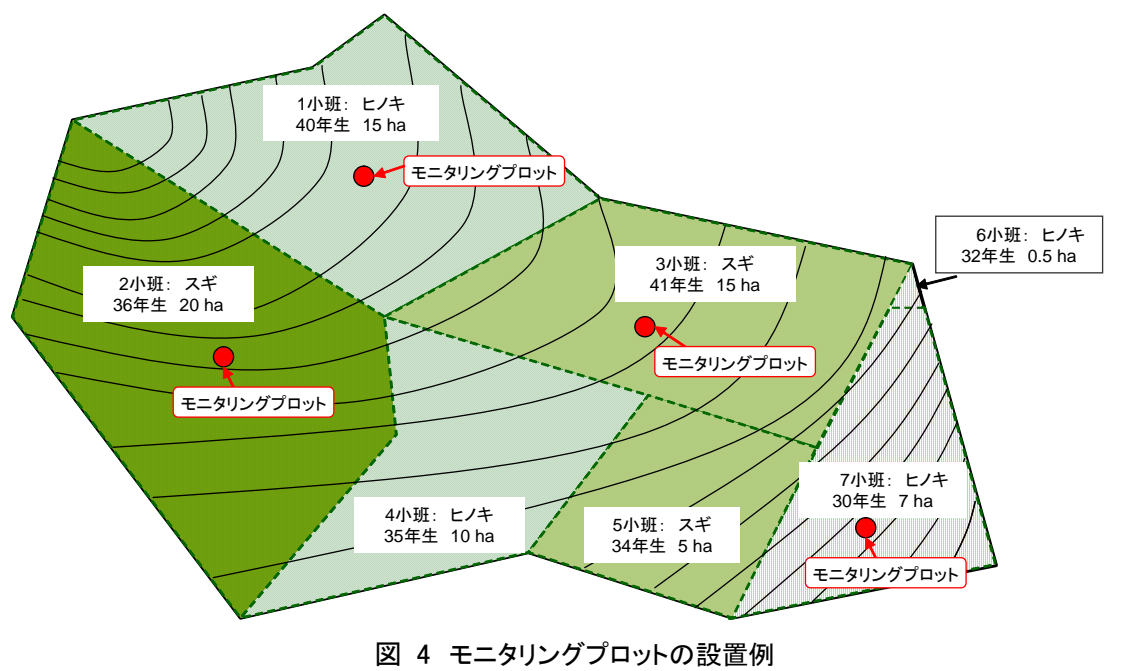 1小班： ヒノキ
40年生 15 ha
モニタリングプロット
6小班： ヒノキ
32年生 0.5 ha
3小班： スギ
41年生 15 ha
2小班： スギ
36年生 20 ha
モニタリングプロット
モニタリングプロット
7小班： ヒノキ
30年生 7 ha
4小班： ヒノキ
35年生 10 ha
5小班： スギ
34年生 5 ha
モニタリングプロット
図 4 モニタリングプロットの設置例